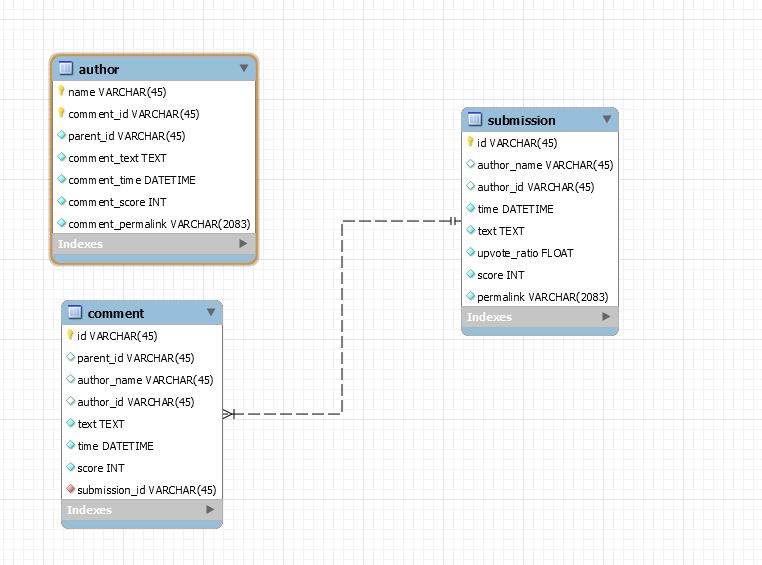 author
name VARCHAR(45)
comment_id VARCHAR(45)
parent_id VARCHAR(45)
comment_text TEXT
comment_time DATETIME
comment_score INT
comment_permalink VARCHAR(2083)
Indexes
submission
id VARCHAR(45)
author_name VARCHAR(45)
author_id VARCHAR(45)
time DATETIME
text TEXT
upvote_ratio FLOAT
score INT
permalink VARCHAR(2083)
Indexes
comment
id VARCHAR(45)
parent_id VARCHAR(45)
author_name VARCHAR(45)
author_id VARCHAR(45)
text TEXT
time DATETIME
score INT
submission_id VARCHAR(45)
Indexes